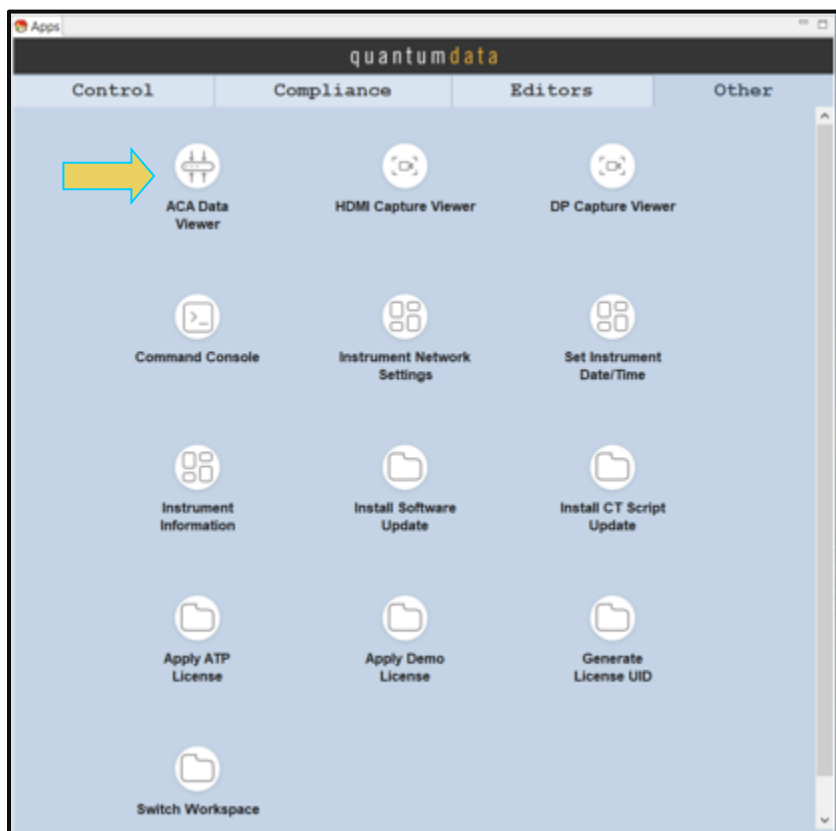 Apps
quantumdata
Control Compliance Editors Other
ACA Data
Viewer
HDMI Capture Viewer
DP Capture Viewer
Command Console
Instrument Network
Settings
Set Instrument
Date/Time
Instrument
Information
Install Software
Update
Install CT Script
Update
Apply ATP
License
Apply Demo
License
Generate
License UID
Switch Workspace